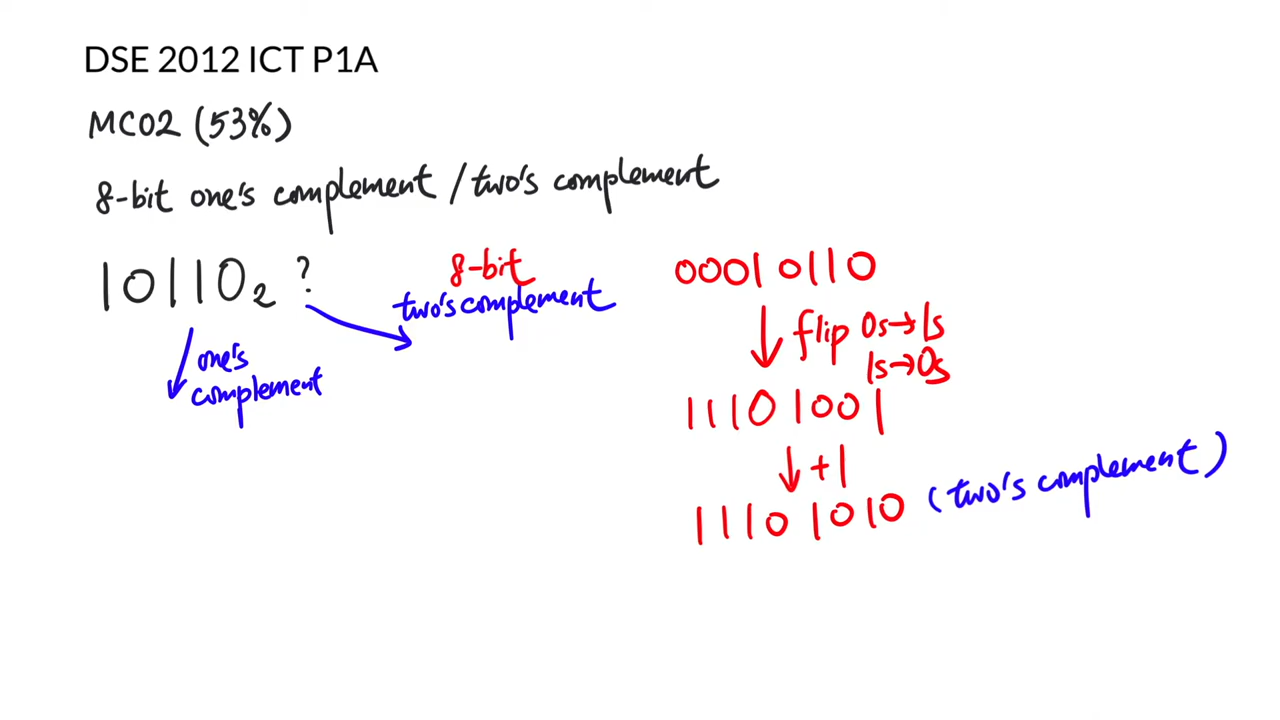 DSE 2012 ICT P1A
MC02 (53%)
8-bit one's complement / two's complement
10110₂ ?
one's
complement
8-bit
two's complement
00010110
flip 0s→1s
1s→0s
11101001
+1
11101010 (two's complement)